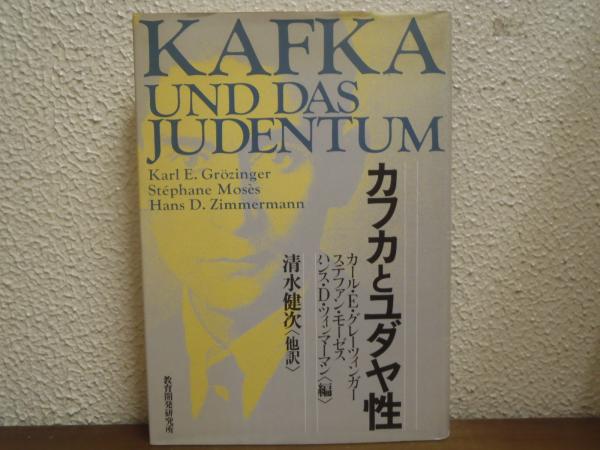 KAFKA
UND DAS
JUDENTUM
Karl E. Grözinger
Stéphane Mosès
Hans D. Zimmermann
カフカとユダヤ性
カール・E・グレーツィンガー
ステファン・モーゼス
ハンス・D・ツィンマーマン〈編〉
清水健次〈他訳〉
教育開発研究所